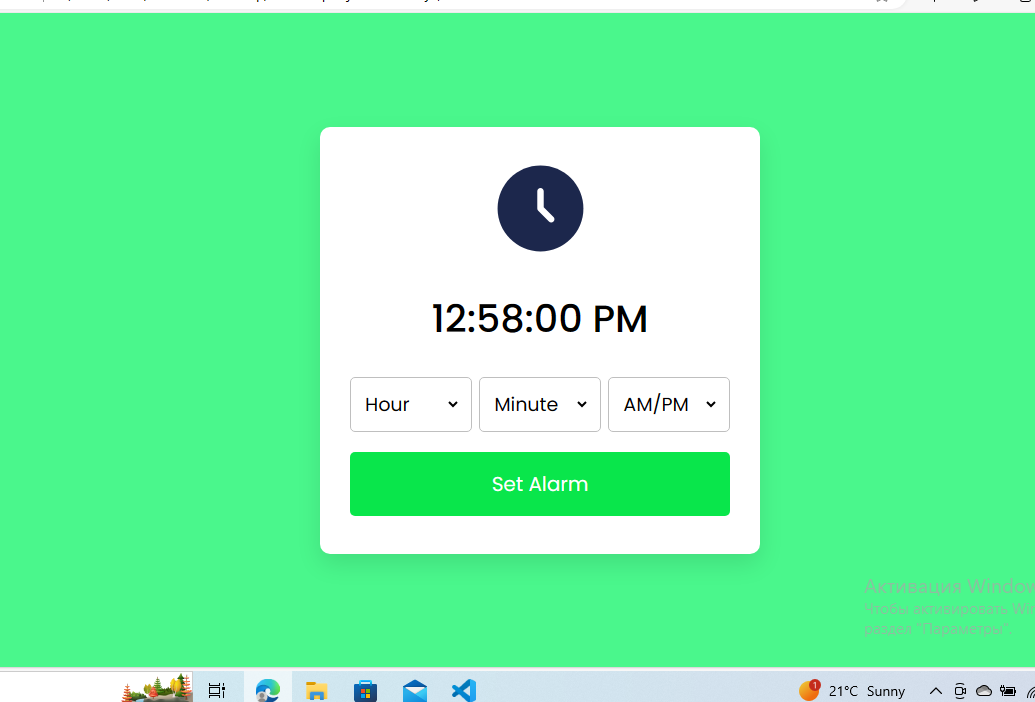 12:58:00 PM
Hour
Minute
AM/PM
Set Alarm
Активация Window
Чтобы активировать Win
раздел "Параметры".
1
21°C Sunny